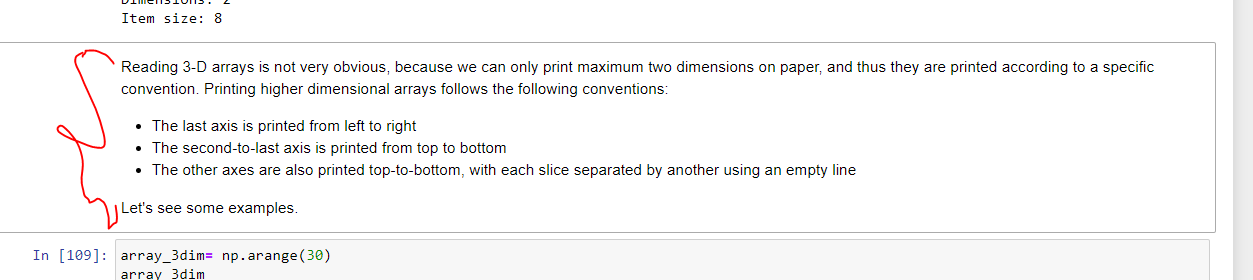 Dimensions: 2
Item size: 8
Reading 3-D arrays is not very obvious, because we can only print maximum two dimensions on paper, and thus they are printed according to a specific
convention. Printing higher dimensional arrays follows the following conventions:
• The last axis is printed from left to right
• The second-to-last axis is printed from top to bottom
• The other axes are also printed top-to-bottom, with each slice separated by another using an empty line
Let's see some examples.
In [109]: array_3dim= np.arange(30)
array_3dim